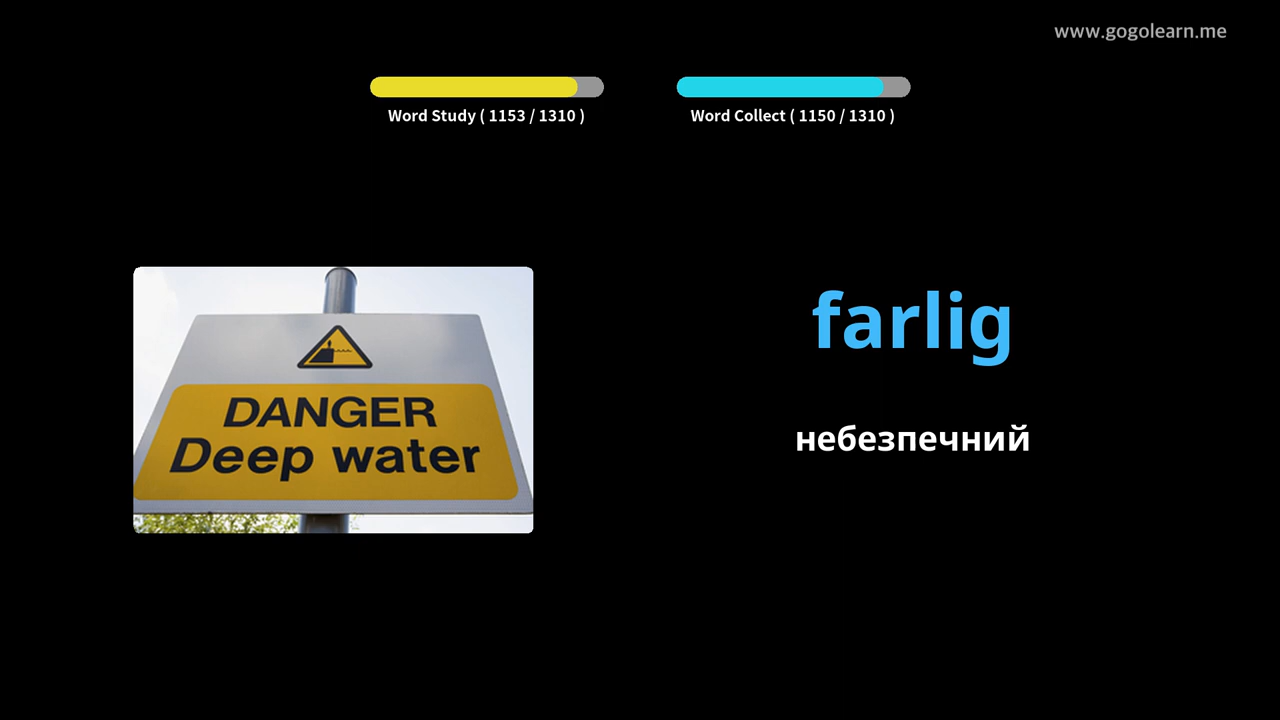 www.gogolearn.me
Word Study ( 1153 / 1310 )
Word Collect ( 1150 / 1310 )
DANGER
Deep water
farlig
небезпечний